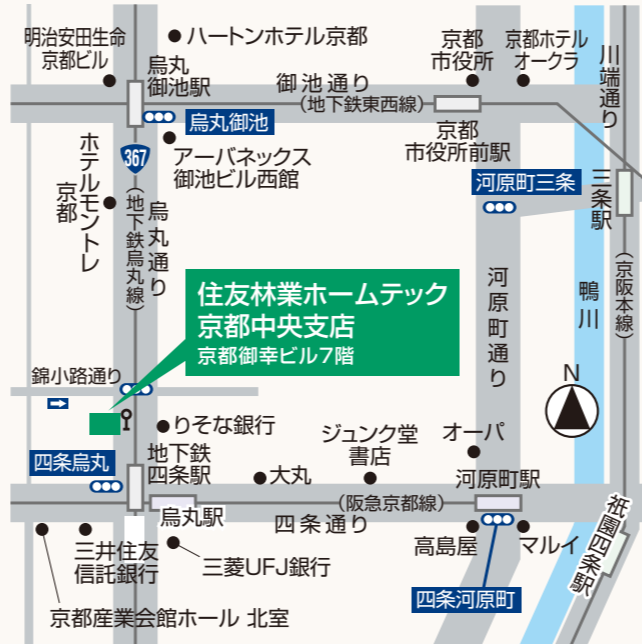 明治安田生命
京都ビル
ハートンホテル京都
烏丸
御池駅
御池通り
(地下鉄東西線)
京都
市役所
京都ホテル
オークラ
川端通り
烏丸御池
367
アーバネックス
御池ビル西館
京都
市役所前駅
河原町三条
三条駅
ホテルモントレ
京都
(地下鉄烏丸線)
烏丸通り
住友林業ホームテック
京都中央支店
京都御幸ビル7階
河原町通り
鴨川
(京阪本線)
N
錦小路通り
りそな銀行
四条烏丸
地下鉄
四条駅
大丸
ジュンク堂
書店
オーパ
河原町駅
烏丸駅
(阪急京都線)
四条通り
高島屋
マルイ
祇園四条駅
三井住友
信託銀行
三菱UFJ銀行
四条河原町
京都産業会館ホール 北室